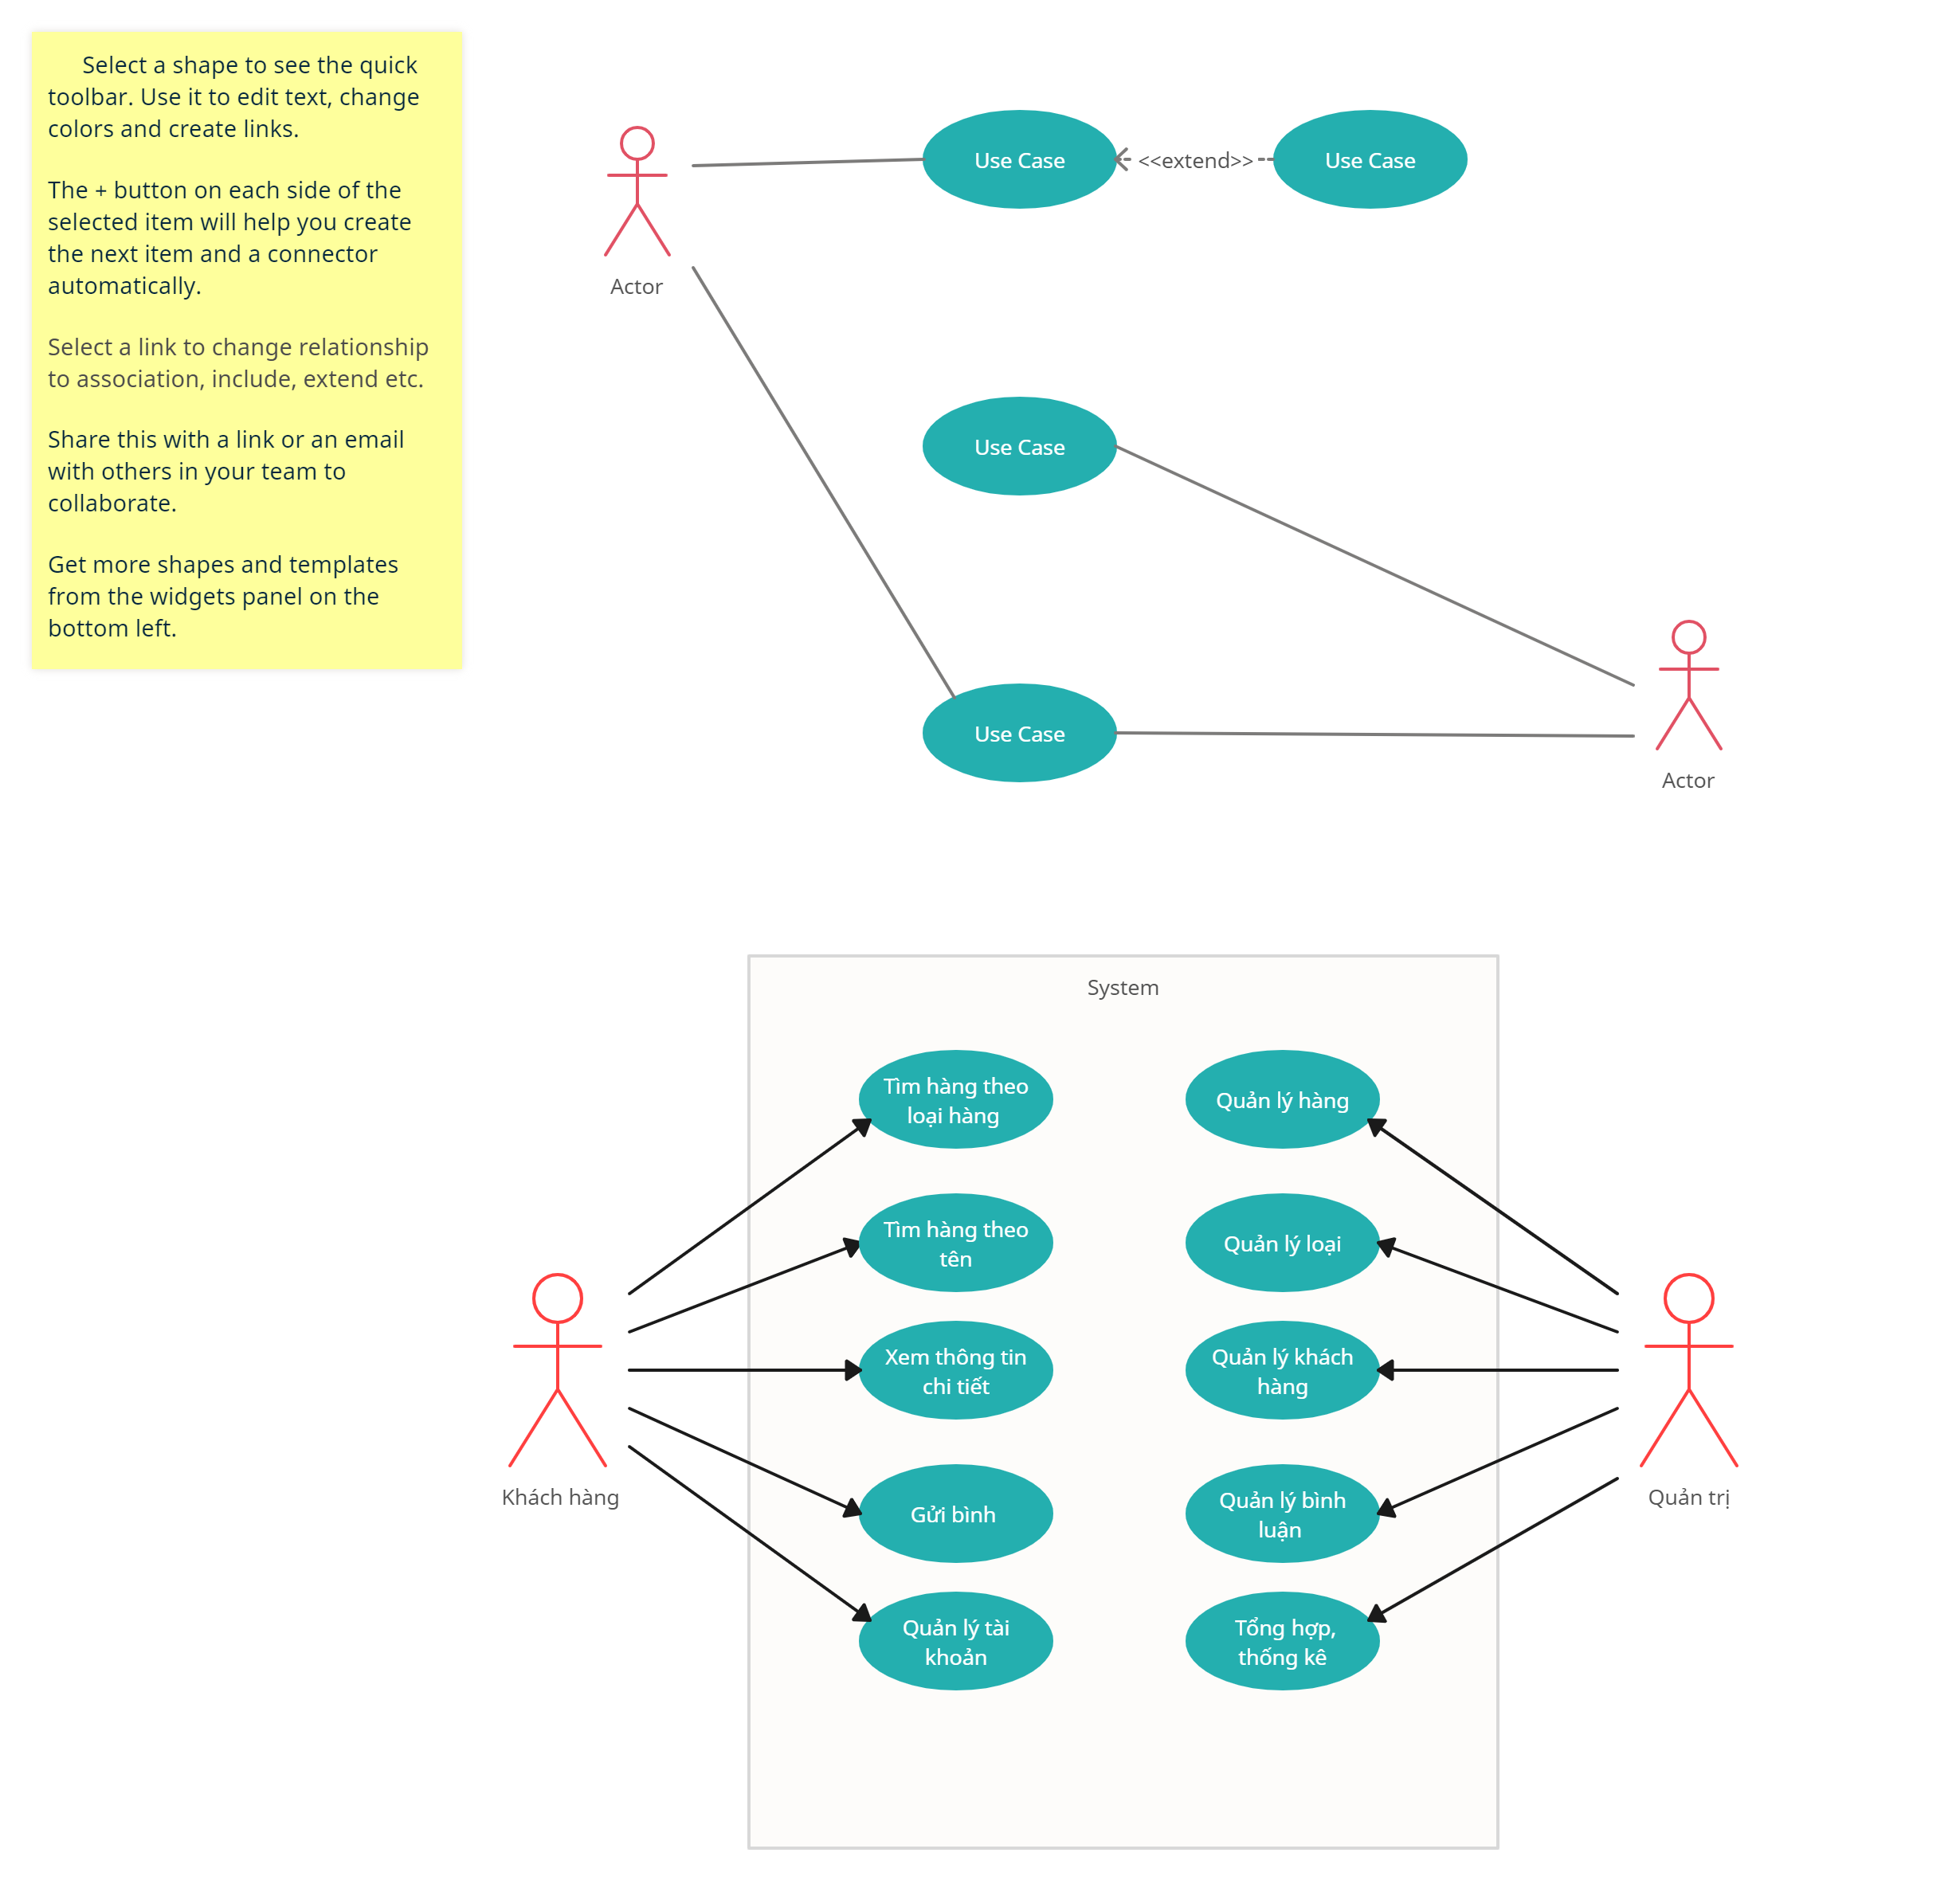 Select a shape to see the quick
toolbar. Use it to edit text, change
colors and create links.
The + button on each side of the
selected item will help you create
the next item and a connector
automatically.
Select a link to change relationship
to association, include, extend etc.
Share this with a link or an email
with others in your team to
collaborate.
Get more shapes and templates
from the widgets panel on the
bottom left.
Use Case
<<extend>>
Use Case
Actor
Use Case
Use Case
Actor
System
Tìm hàng theo
loại hàng
Quản lý hàng
Tìm hàng theo
tên
Quản lý loại
Xem thông tin
chi tiết
Quản lý khách
hàng
Khách hàng
Quản trị
Gửi bình
Quản lý bình
luận
Quản lý tài
khoản
Tổng hợp,
thống kê